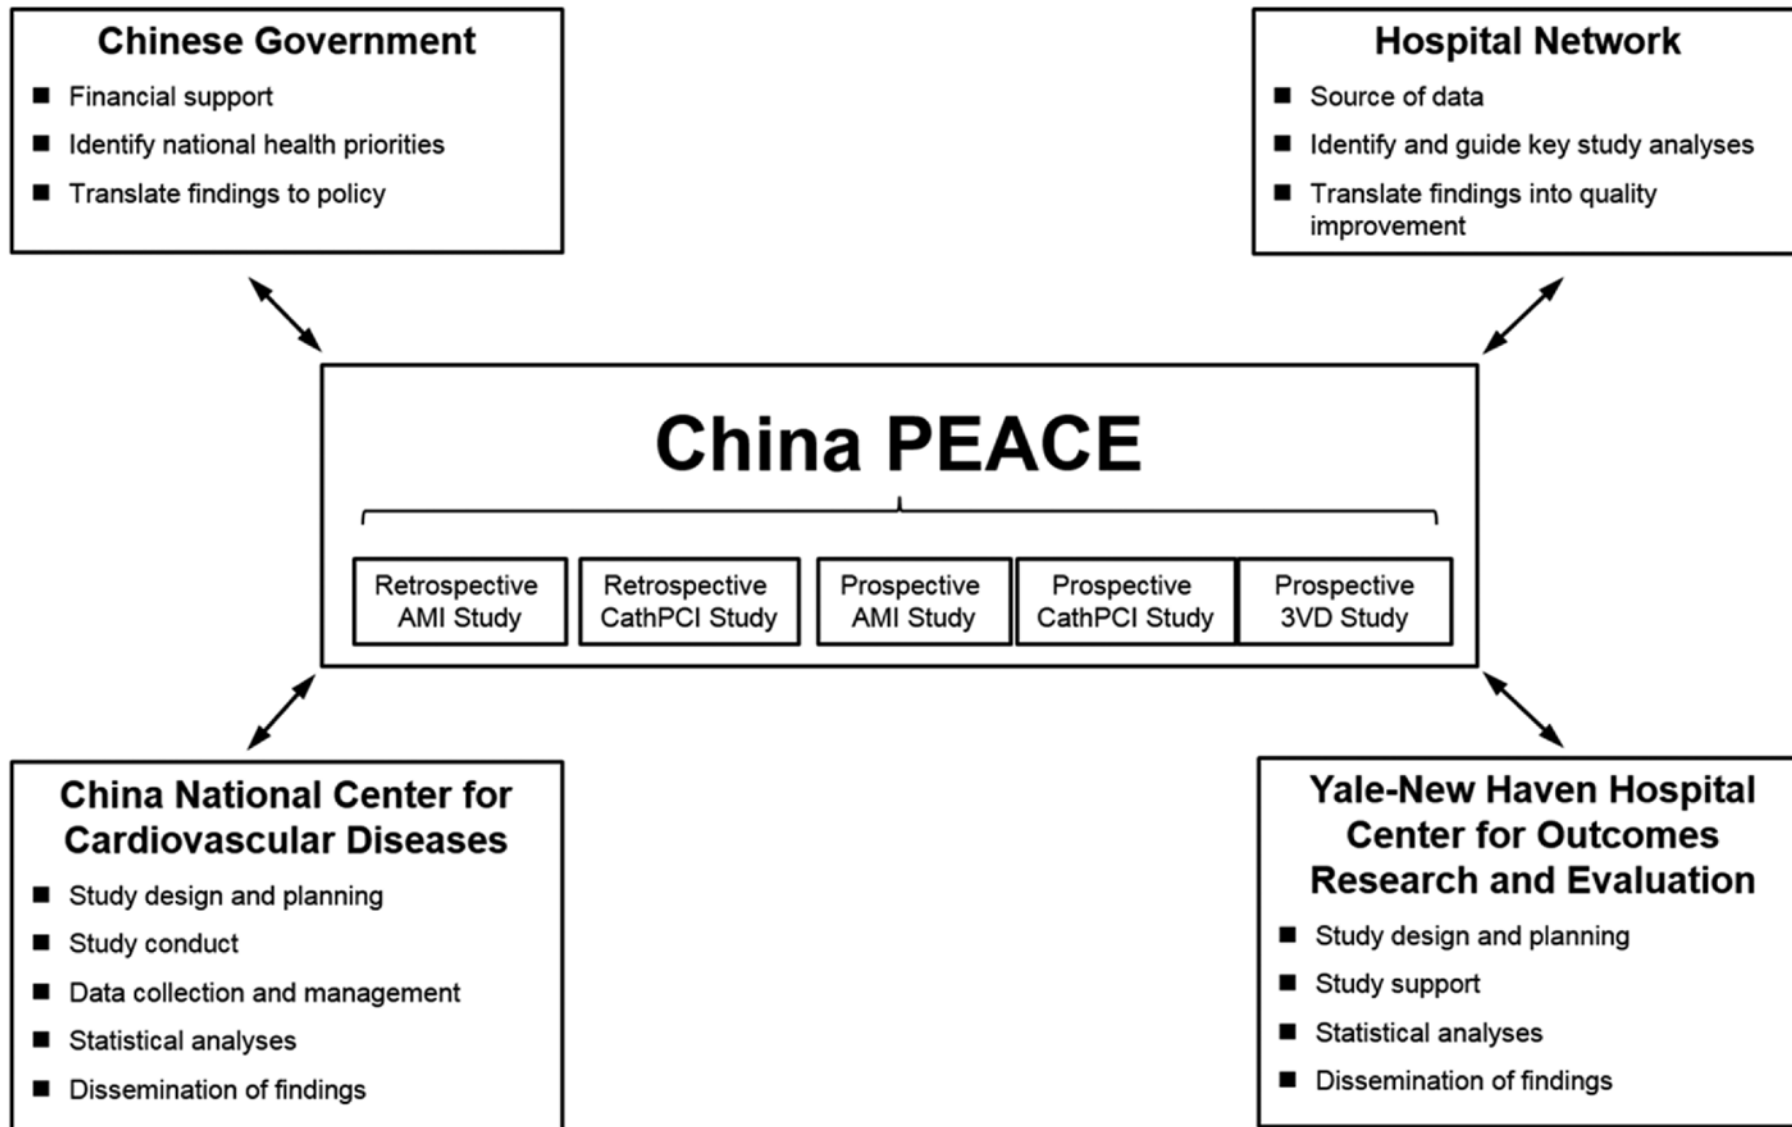 Chinese Government
■ Financial support
■ Identify national health priorities
■ Translate findings to policy
Hospital Network
■ Source of data
■ Identify and guide key study analyses
■ Translate findings into quality
improvement
China PEACE
Retrospective
AMI Study
Retrospective
CathPCI Study
Prospective
AMI Study
Prospective
CathPCI Study
Prospective
3VD Study
China National Center for
Cardiovascular Diseases
■ Study design and planning
■ Study conduct
■ Data collection and management
■ Statistical analyses
■ Dissemination of findings
Yale-New Haven Hospital
Center for Outcomes
Research and Evaluation
■ Study design and planning
■ Study support
■ Statistical analyses
■ Dissemination of findings